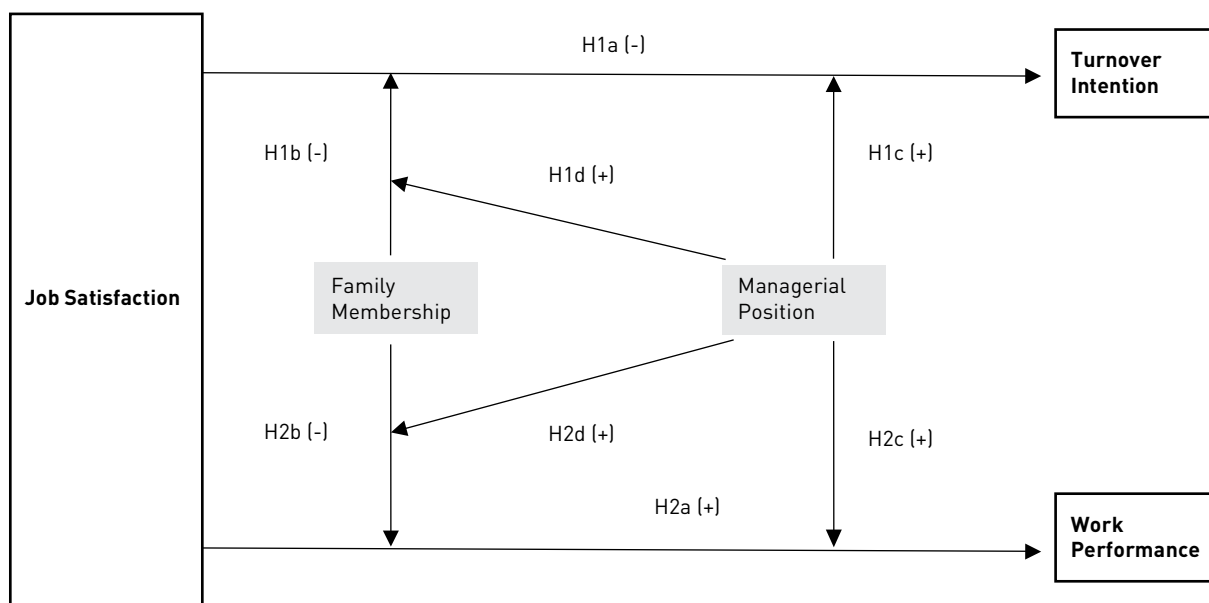 H1a (-)
Turnover
Intention
H1b (-)
H1c (+)
H1d (+)
Job Satisfaction
Family
Membership
Managerial
Position
H2b (-)
H2d (+)
H2c (+)
H2a (+)
Work
Performance